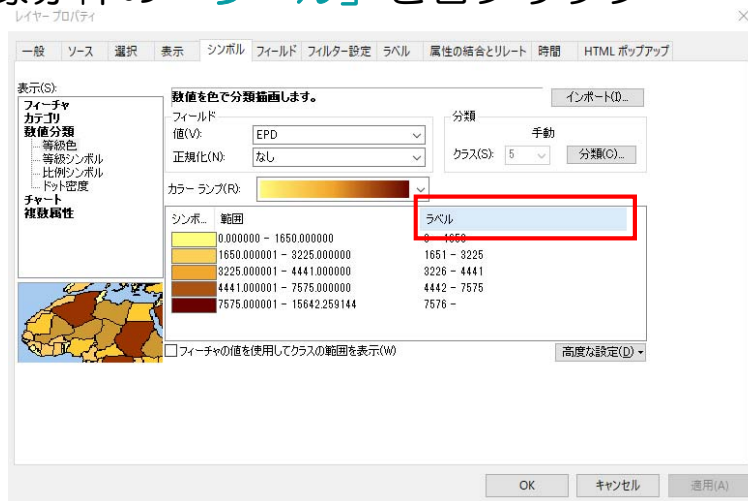 レイヤー プロパティ
一般 ソース 選択 表示 シンボル フィールド フィルター設定 ラベル 属性の結合とリレート 時間 HTML ポップアップ
表示(S):
フィーチャ
カテゴリ
数値分類
等級色
等級シンボル
比例シンボル
ドット密度
チャート
複数属性
数値を色で分類描画します。
インポート(I)...
フィールド
値(V): EPD
正規化(N): なし
分類
手動
クラス(S): 5 分類(C)...
カラー ランプ(R):
シンボ... 範囲 ラベル
0.000000 - 1650.000000 0 - 1650
1650.000001 - 3225.000000 1651 - 3225
3225.000001 - 4441.000000 3226 - 4441
4441.000001 - 7575.000000 4442 - 7575
7575.000001 - 15642.259144 7576 -
フィーチャの値を使用してクラスの範囲を表示(W)
高度な設定(D)
OK キャンセル 適用(A)